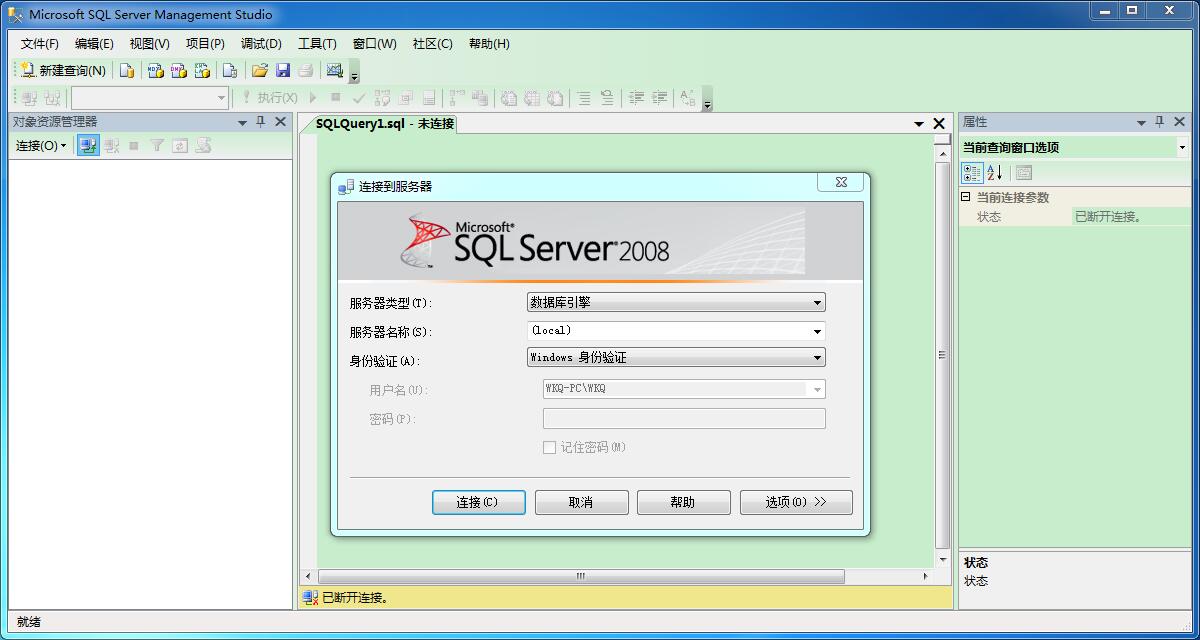 Microsoft SQL Server Management Studio
文件(F) 编辑(E) 视图(V) 项目(P) 调试(D) 工具(T) 窗口(W) 社区(C) 帮助(H)
新建查询(N)
执行(X)
对象资源管理器
连接(O)
SQLQuery1.sql - 未连接
连接到服务器
Microsoft®
SQL Server® 2008
服务器类型(T): 数据库引擎
服务器名称(S): (local)
身份验证(A): Windows 身份验证
用户名(U): WKQ-PC\WKQ
密码(P):
记住密码(M)
连接(C) 取消 帮助 选项(O) >>
已断开连接。
属性
当前查询窗口选项
当前连接参数
状态 已断开连接。
状态
状态
就绪